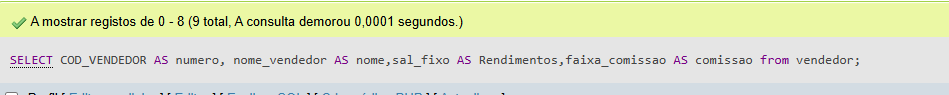 A mostrar registos de 0 - 8 (9 total, A consulta demorou 0,0001 segundos.)
SELECT COD_VENDEDOR AS numero, nome_vendedor AS nome,sal_fixo AS Rendimentos,faixa_comissao AS comissao from vendedor;